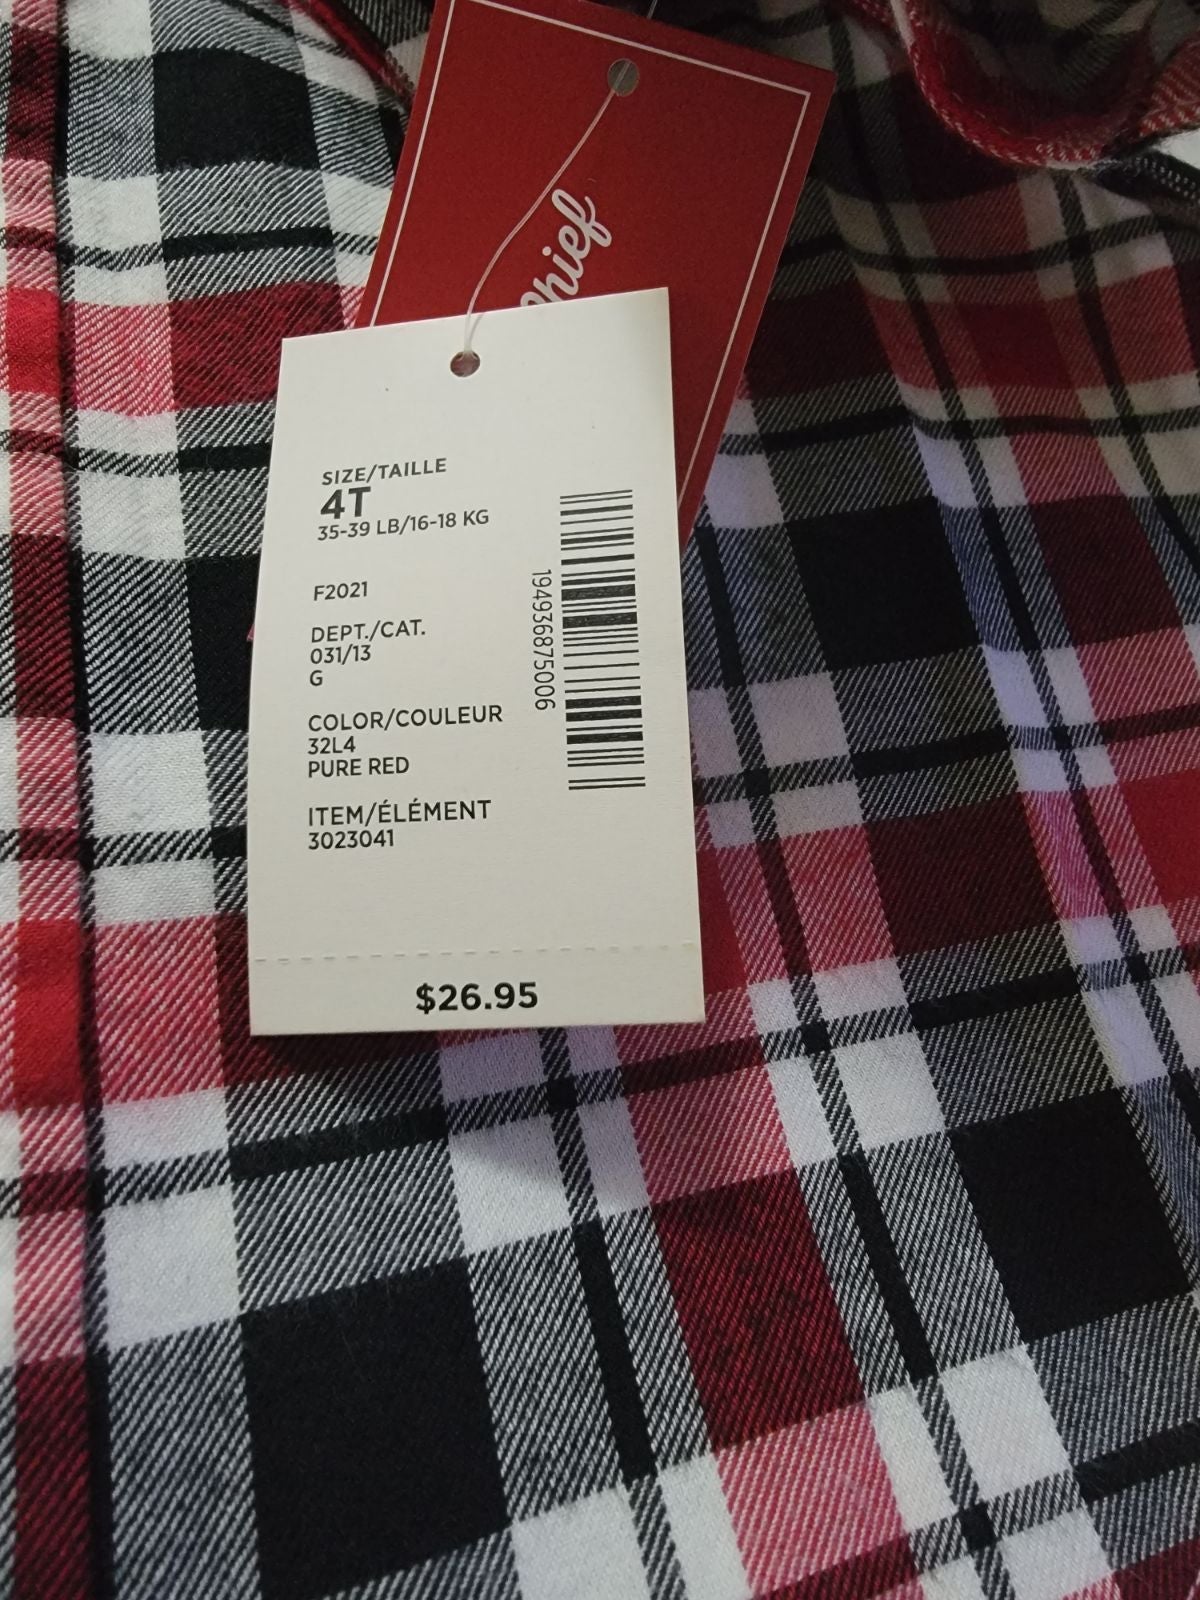 SIZE/TAILLE
4T
35-39 LB/16-18 KG
F2021
DEPT./CAT.
031/13
G
COLOR/COULEUR
32L4
PURE RED
ITEM/ÉLÉMENT
3023041
194936875006
$26.95